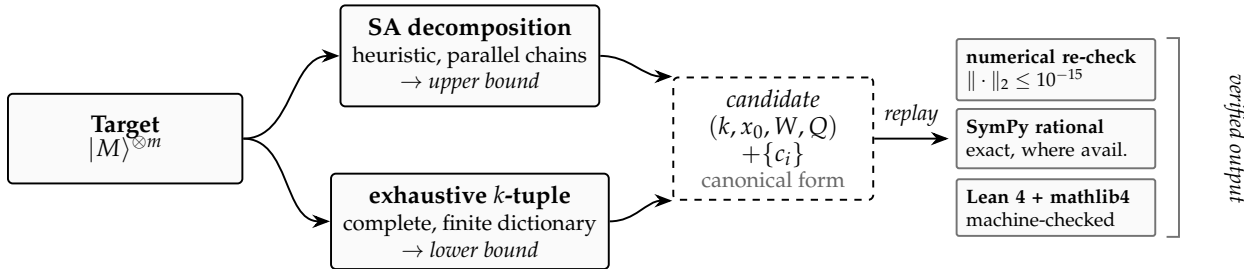 Target
|M⟩^{⊗m}
SA decomposition
heuristic, parallel chains
→ upper bound
exhaustive k-tuple
complete, finite dictionary
→ lower bound
candidate
(k, x_0, W, Q)
+{c_i}
canonical form
replay
numerical re-check
‖ · ‖_2 ≤ 10^{−15}
SymPy rational
exact, where avail.
Lean 4 + mathlib4
machine-checked
verified output